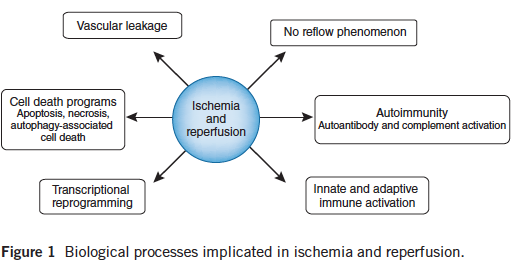 Vascular leakage
No reflow phenomenon
Cell death programs
Apoptosis, necrosis,
autophagy-associated
cell death
Ischemia
and
reperfusion
Autoimmunity
Autoantibody and complement activation
Transcriptional
reprogramming
Innate and adaptive
immune activation
Figure 1 Biological processes implicated in ischemia and reperfusion.